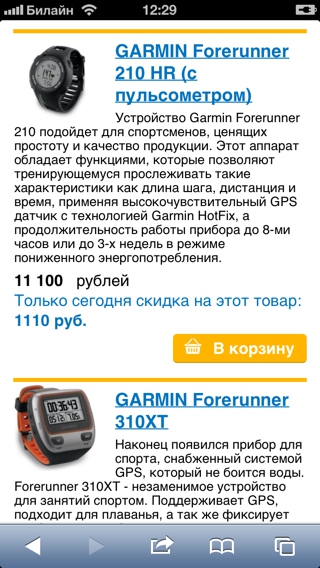 Билайн 12:29
GARMIN Forerunner
210 HR (с
пульсометром)
Устройство Garmin Forerunner
210 подойдет для спортсменов, ценящих
простоту и качество продукции. Этот аппарат
обладает функциями, которые позволяют
тренирующемуся прослеживать такие
характеристики как длина шага, дистанция и
время, применяя высокочувствительный GPS
датчик с технологией Garmin HotFix, а
продолжительность работы прибора до 8-ми
часов или до 3-х недель в режиме
пониженного энергопотребления.
11 100 рублей
Только сегодня скидка на этот товар:
1110 руб.
В корзину
GARMIN Forerunner
310XT
Наконец появился прибор для
спорта, снабженный системой
GPS, который не боится воды.
Forerunner 310XT - незаменимое устройство
для занятий спортом. Поддерживает GPS,
подходит для плаванья, а так же фиксирует